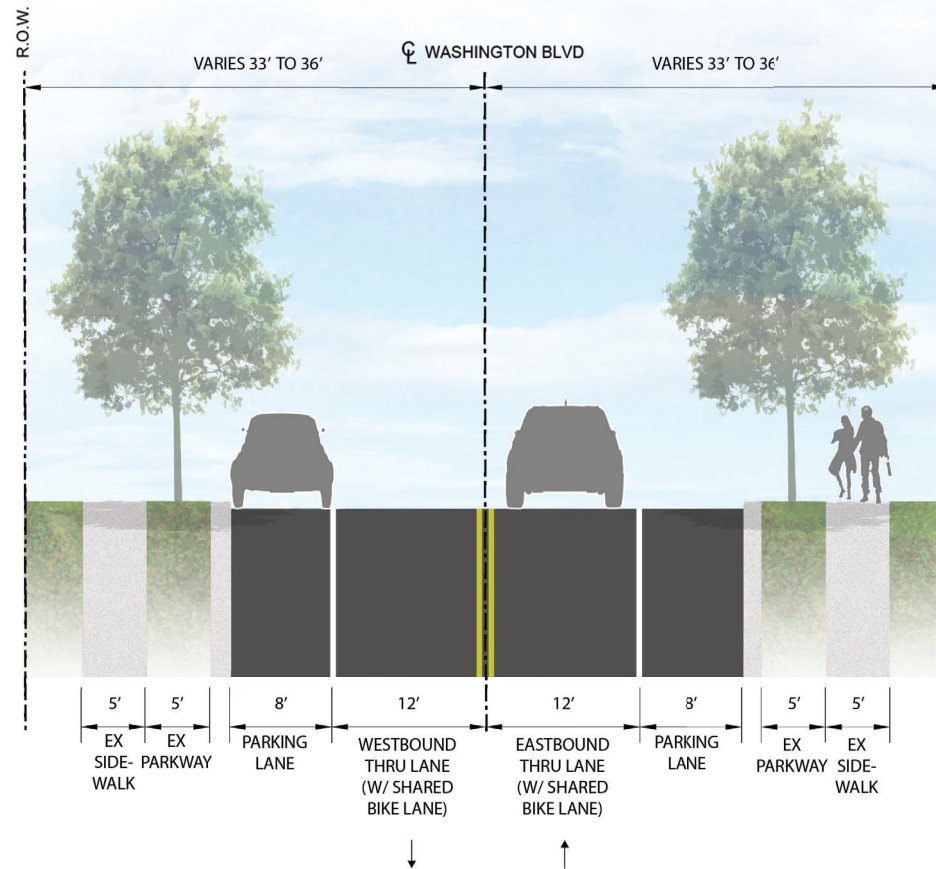 R.O.W.
℄ WASHINGTON BLVD
VARIES 33' TO 36'
VARIES 33' TO 36'
5'
5'
8'
12'
12'
8'
5'
5'
EX
SIDE-
WALK
EX
PARKWAY
PARKING
LANE
WESTBOUND
THRU LANE
(W/ SHARED
BIKE LANE)
EASTBOUND
THRU LANE
(W/ SHARED
BIKE LANE)
PARKING
LANE
EX
PARKWAY
EX
SIDE-
WALK